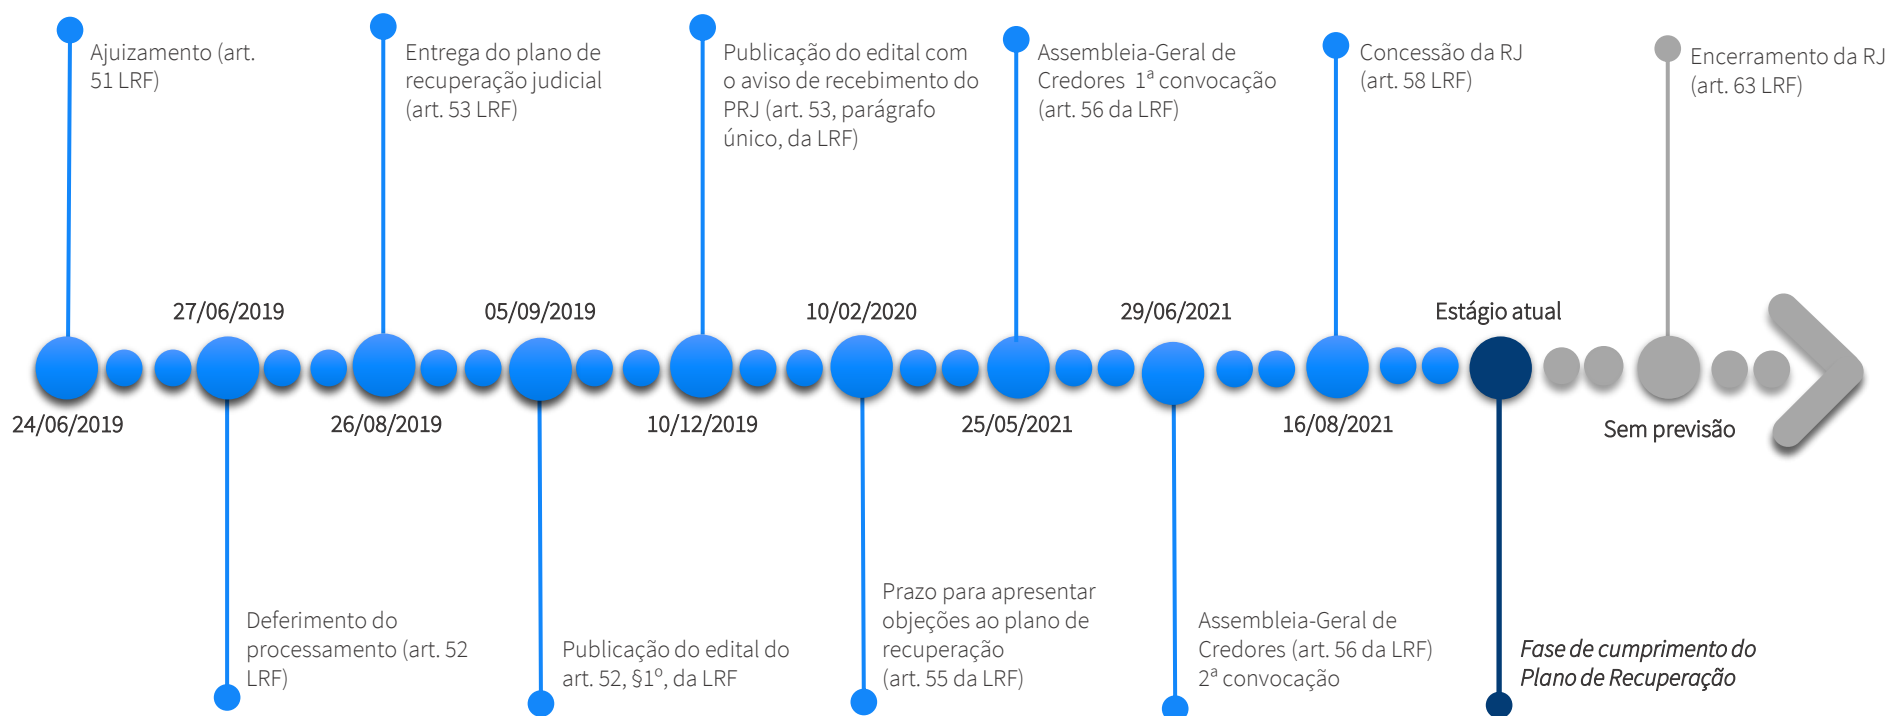 Ajuizamento (art.
51 LRF)
Entrega do plano de
recuperação judicial
(art. 53 LRF)
Publicação do edital com
o aviso de recebimento do
PRJ (art. 53, parágrafo
único, da LRF)
Assembleia-Geral de
Credores 1ª convocação
(art. 56 da LRF)
Concessão da RJ
(art. 58 LRF)
Encerramento da RJ
(art. 63 LRF)
27/06/2019
05/09/2019
10/02/2020
29/06/2021
Estágio atual
24/06/2019
26/08/2019
10/12/2019
25/05/2021
16/08/2021
Sem previsão
Deferimento do
processamento (art. 52
LRF)
Publicação do edital do
art. 52, §1º, da LRF
Prazo para apresentar
objeções ao plano de
recuperação
(art. 55 da LRF)
Assembleia-Geral de
Credores (art. 56 da LRF)
2ª convocação
Fase de cumprimento do
Plano de Recuperação